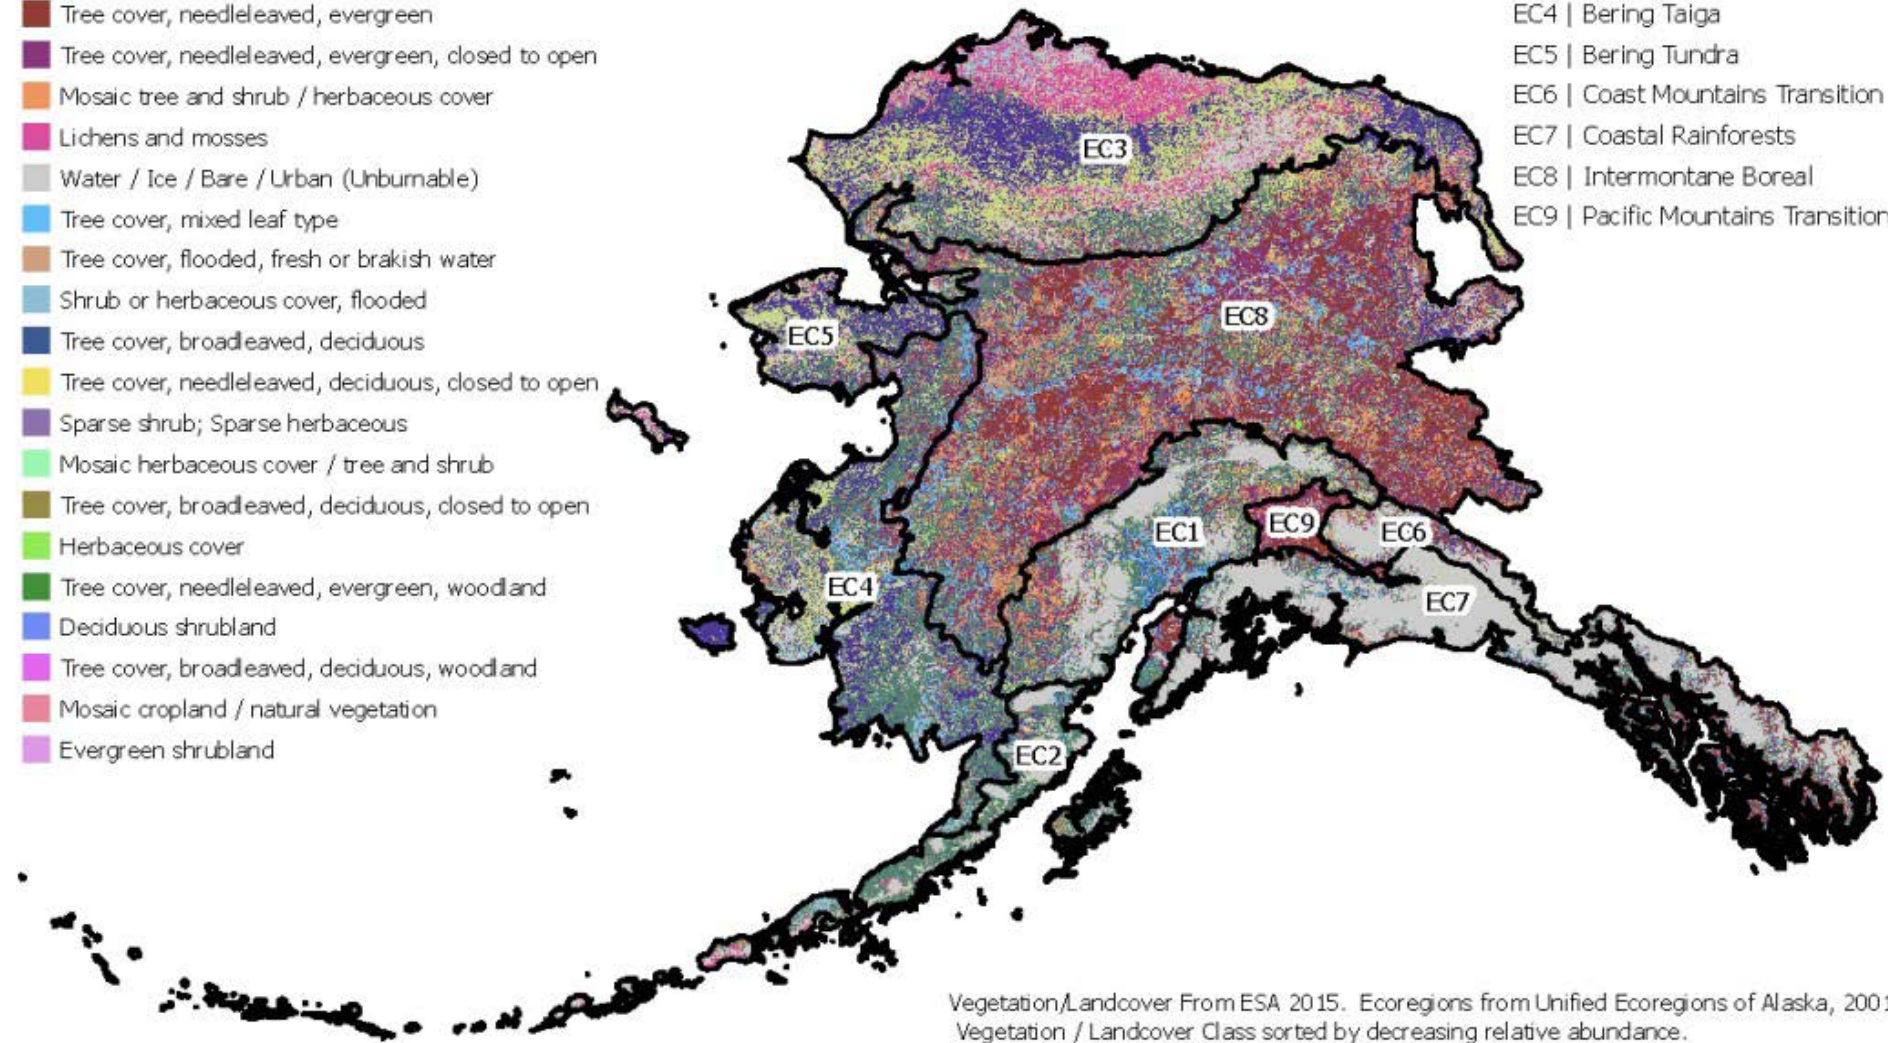 Tree cover, needleleaved, evergreen
Tree cover, needleleaved, evergreen, closed to open
Mosaic tree and shrub / herbaceous cover
Lichens and mosses
Water / Ice / Bare / Urban (Unburnable)
Tree cover, mixed leaf type
Tree cover, flooded, fresh or brakish water
Shrub or herbaceous cover, flooded
Tree cover, broadleaved, deciduous
Tree cover, needleleaved, deciduous, closed to open
Sparse shrub; Sparse herbaceous
Mosaic herbaceous cover / tree and shrub
Tree cover, broadleaved, deciduous, closed to open
Herbaceous cover
Tree cover, needleleaved, evergreen, woodland
Deciduous shrubland
Tree cover, broadleaved, deciduous, woodland
Mosaic cropland / natural vegetation
Evergreen shrubland
EC4 | Bering Taiga
EC5 | Bering Tundra
EC6 | Coast Mountains Transition
EC7 | Coastal Rainforests
EC8 | Intermontane Boreal
EC9 | Pacific Mountains Transition
EC3
EC8
EC5
EC1
EC9
EC6
EC4
EC7
EC2
Vegetation/Landcover From ESA 2015. Ecoregions from Unified Ecoregions of Alaska, 2001
Vegetation / Landcover Class sorted by decreasing relative abundance.